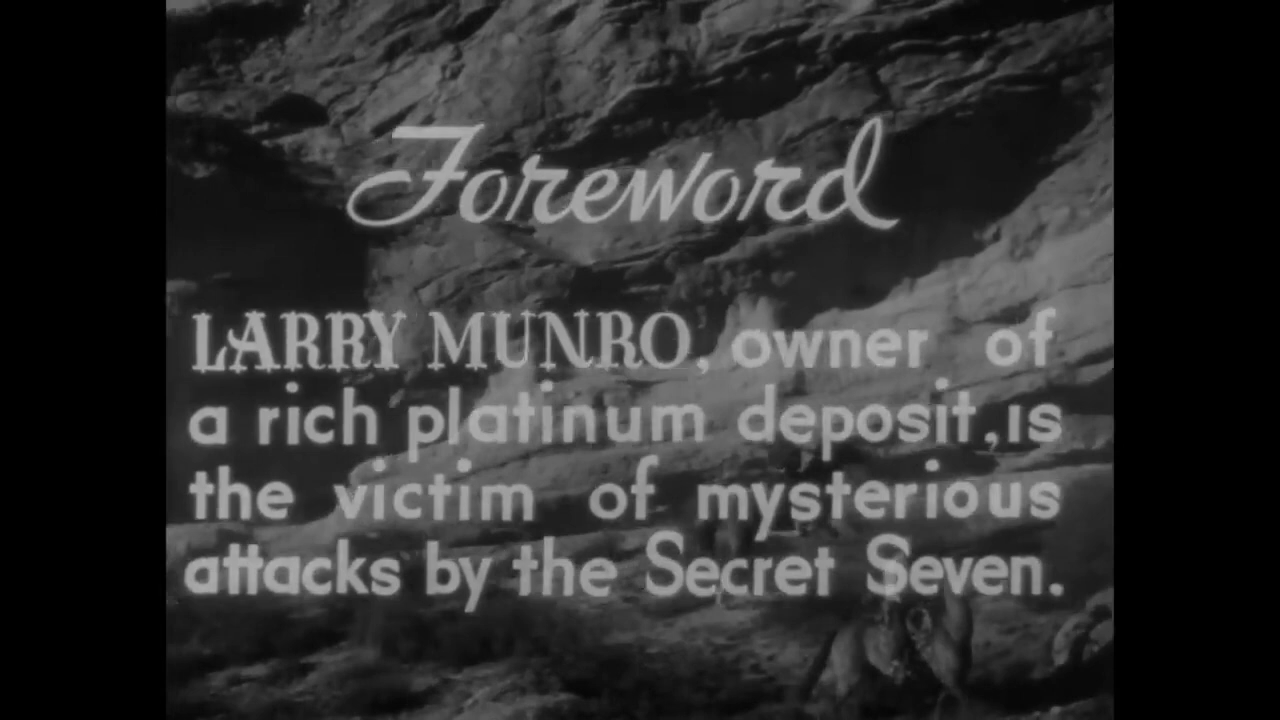 Foreword
LARRY MUNRO, owner of
a rich platinum deposit, is
the victim of mysterious
attacks by the Secret Seven.